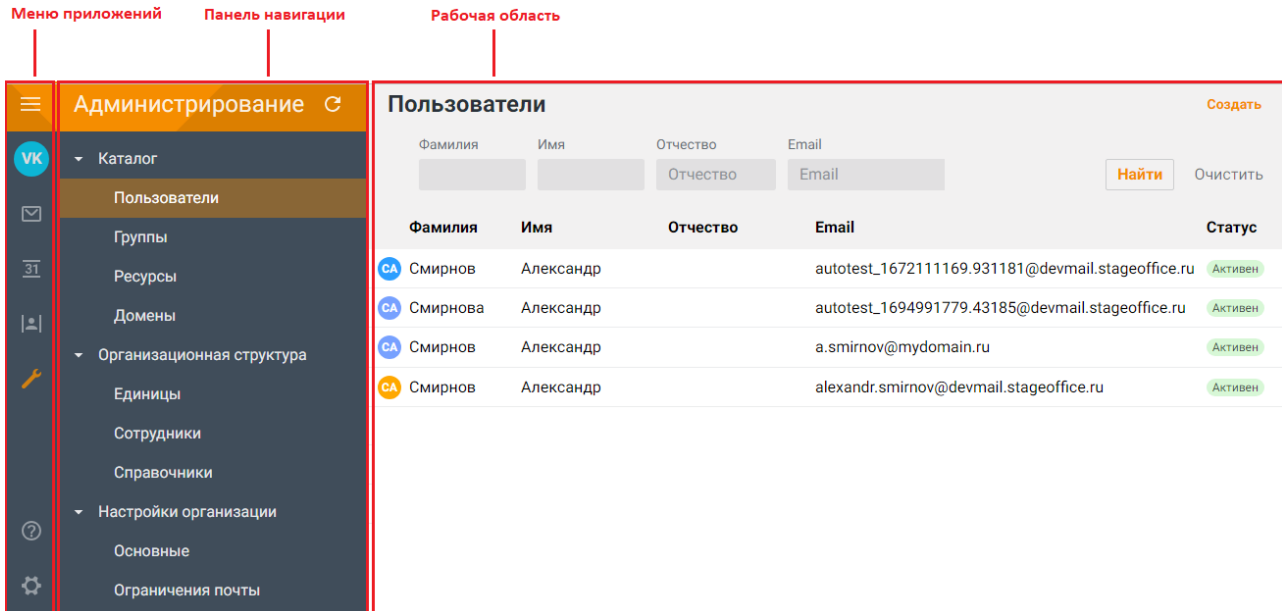 Меню приложений Панель навигации Рабочая область
Администрирование
VK
31
Каталог
Пользователи
Группы
Ресурсы
Домены
Организационная структура
Единицы
Сотрудники
Справочники
Настройки организации
Основные
Ограничения почты
Пользователи Создать
Фамилия Имя Отчество Email
Отчество Email Найти Очистить
Фамилия Имя Отчество Email Статус
СА Смирнов Александр autotest_1672111169.931181@devmail.stageoffice.ru Активен
СА Смирнова Александр autotest_1694991779.43185@devmail.stageoffice.ru Активен
СА Смирнов Александр a.smirnov@mydomain.ru Активен
СА Смирнов Александр alexandr.smirnov@devmail.stageoffice.ru Активен